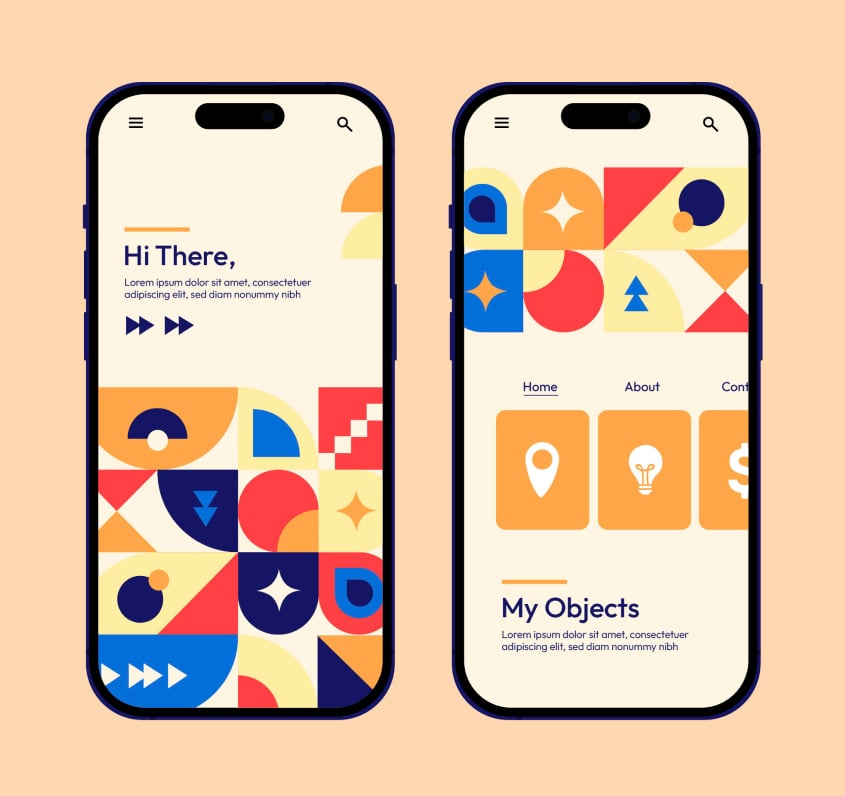 Hi There,
Lorem ipsum dolor sit amet, consectetuer
adipiscing elit, sed diam nonummy nibh
Home About Cont
$
My Objects
Lorem ipsum dolor sit amet, consectetuer
adipiscing elit, sed diam nonummy nibh